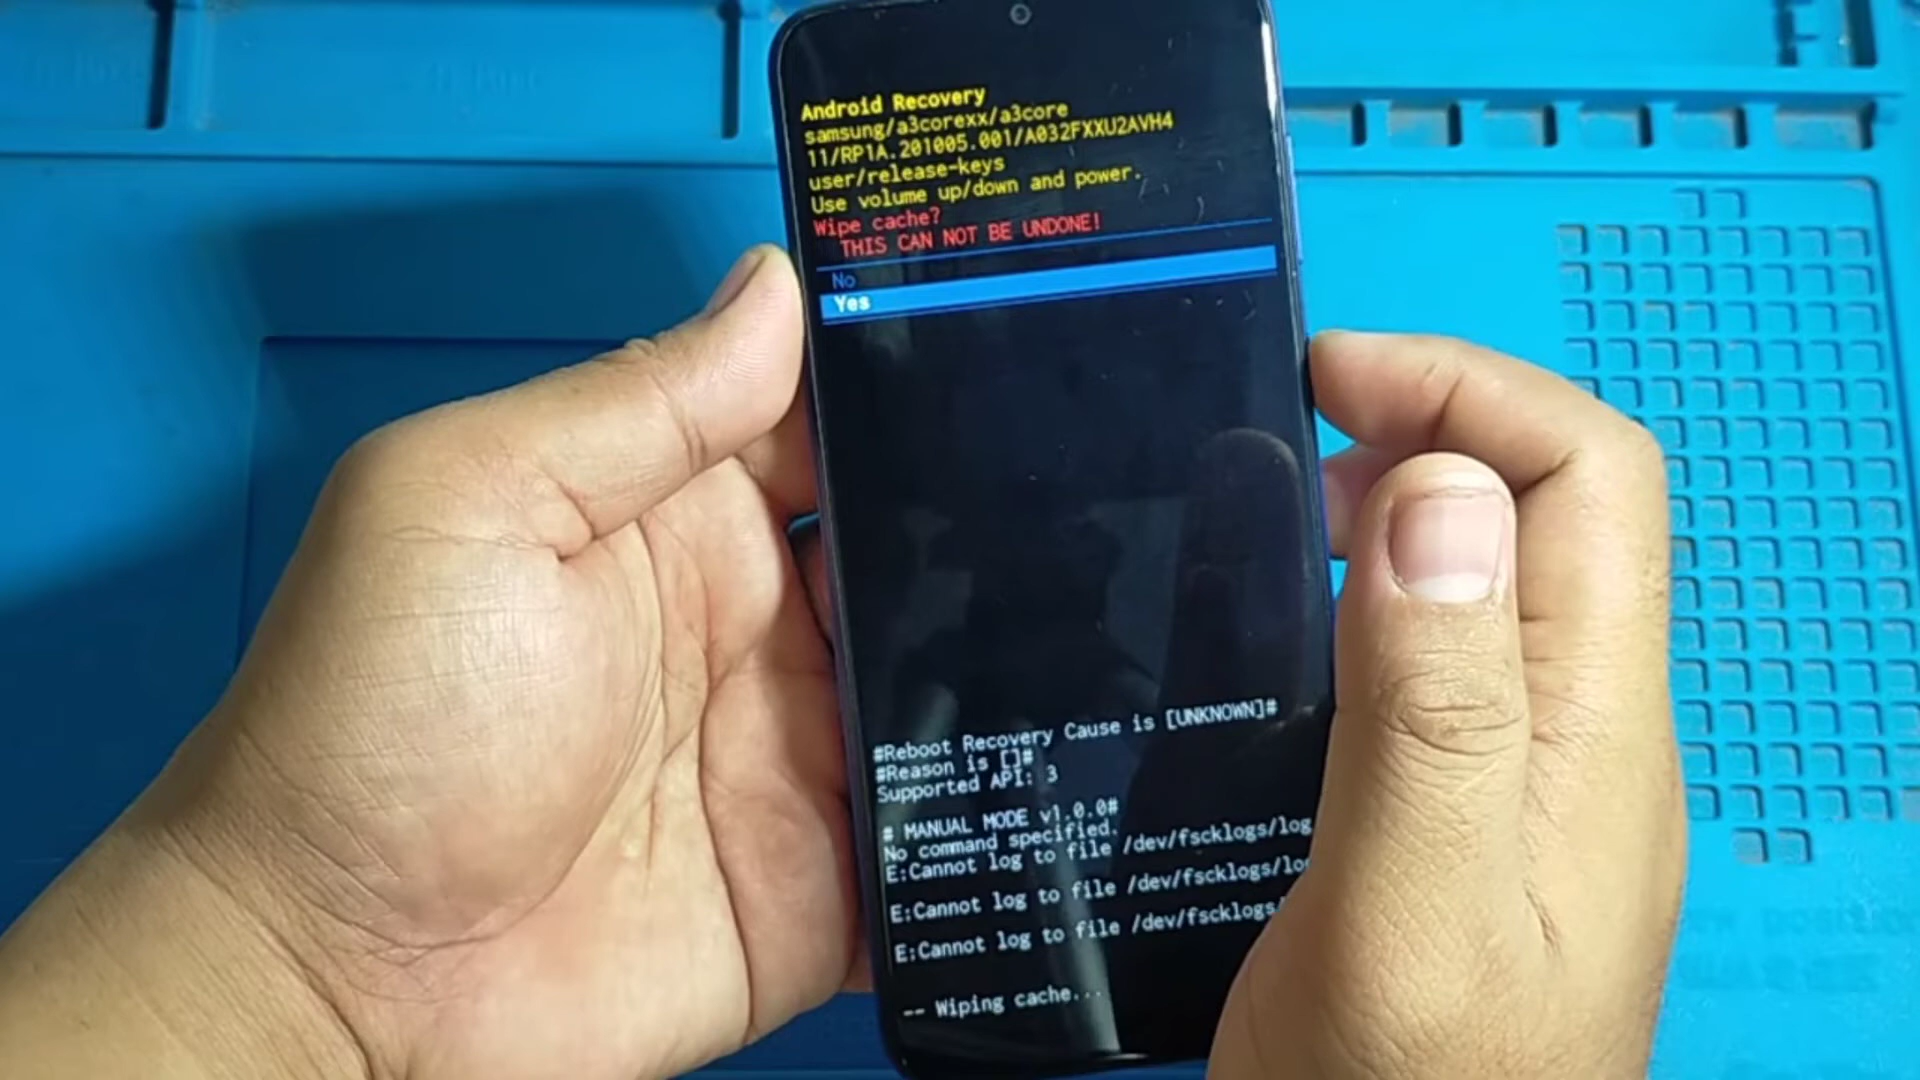 Android Recovery
samsung/a3corexx/a3core
11/RP1A.201005.001/A032FXXU2AVH4
user/release-keys
Use volume up/down and power.
Wipe cache?
THIS CAN NOT BE UNDONE!
No
Yes
#Reboot Recovery Cause is [UNKNOWN]#
#Reason is []#
Supported API: 3
# MANUAL MODE v1.0.0#
No command specified.
E:Cannot log to file /dev/fscklogs/log
E:Cannot log to file /dev/fscklogs/lo
E:Cannot log to file /dev/fscklogs/
-- Wiping cache...